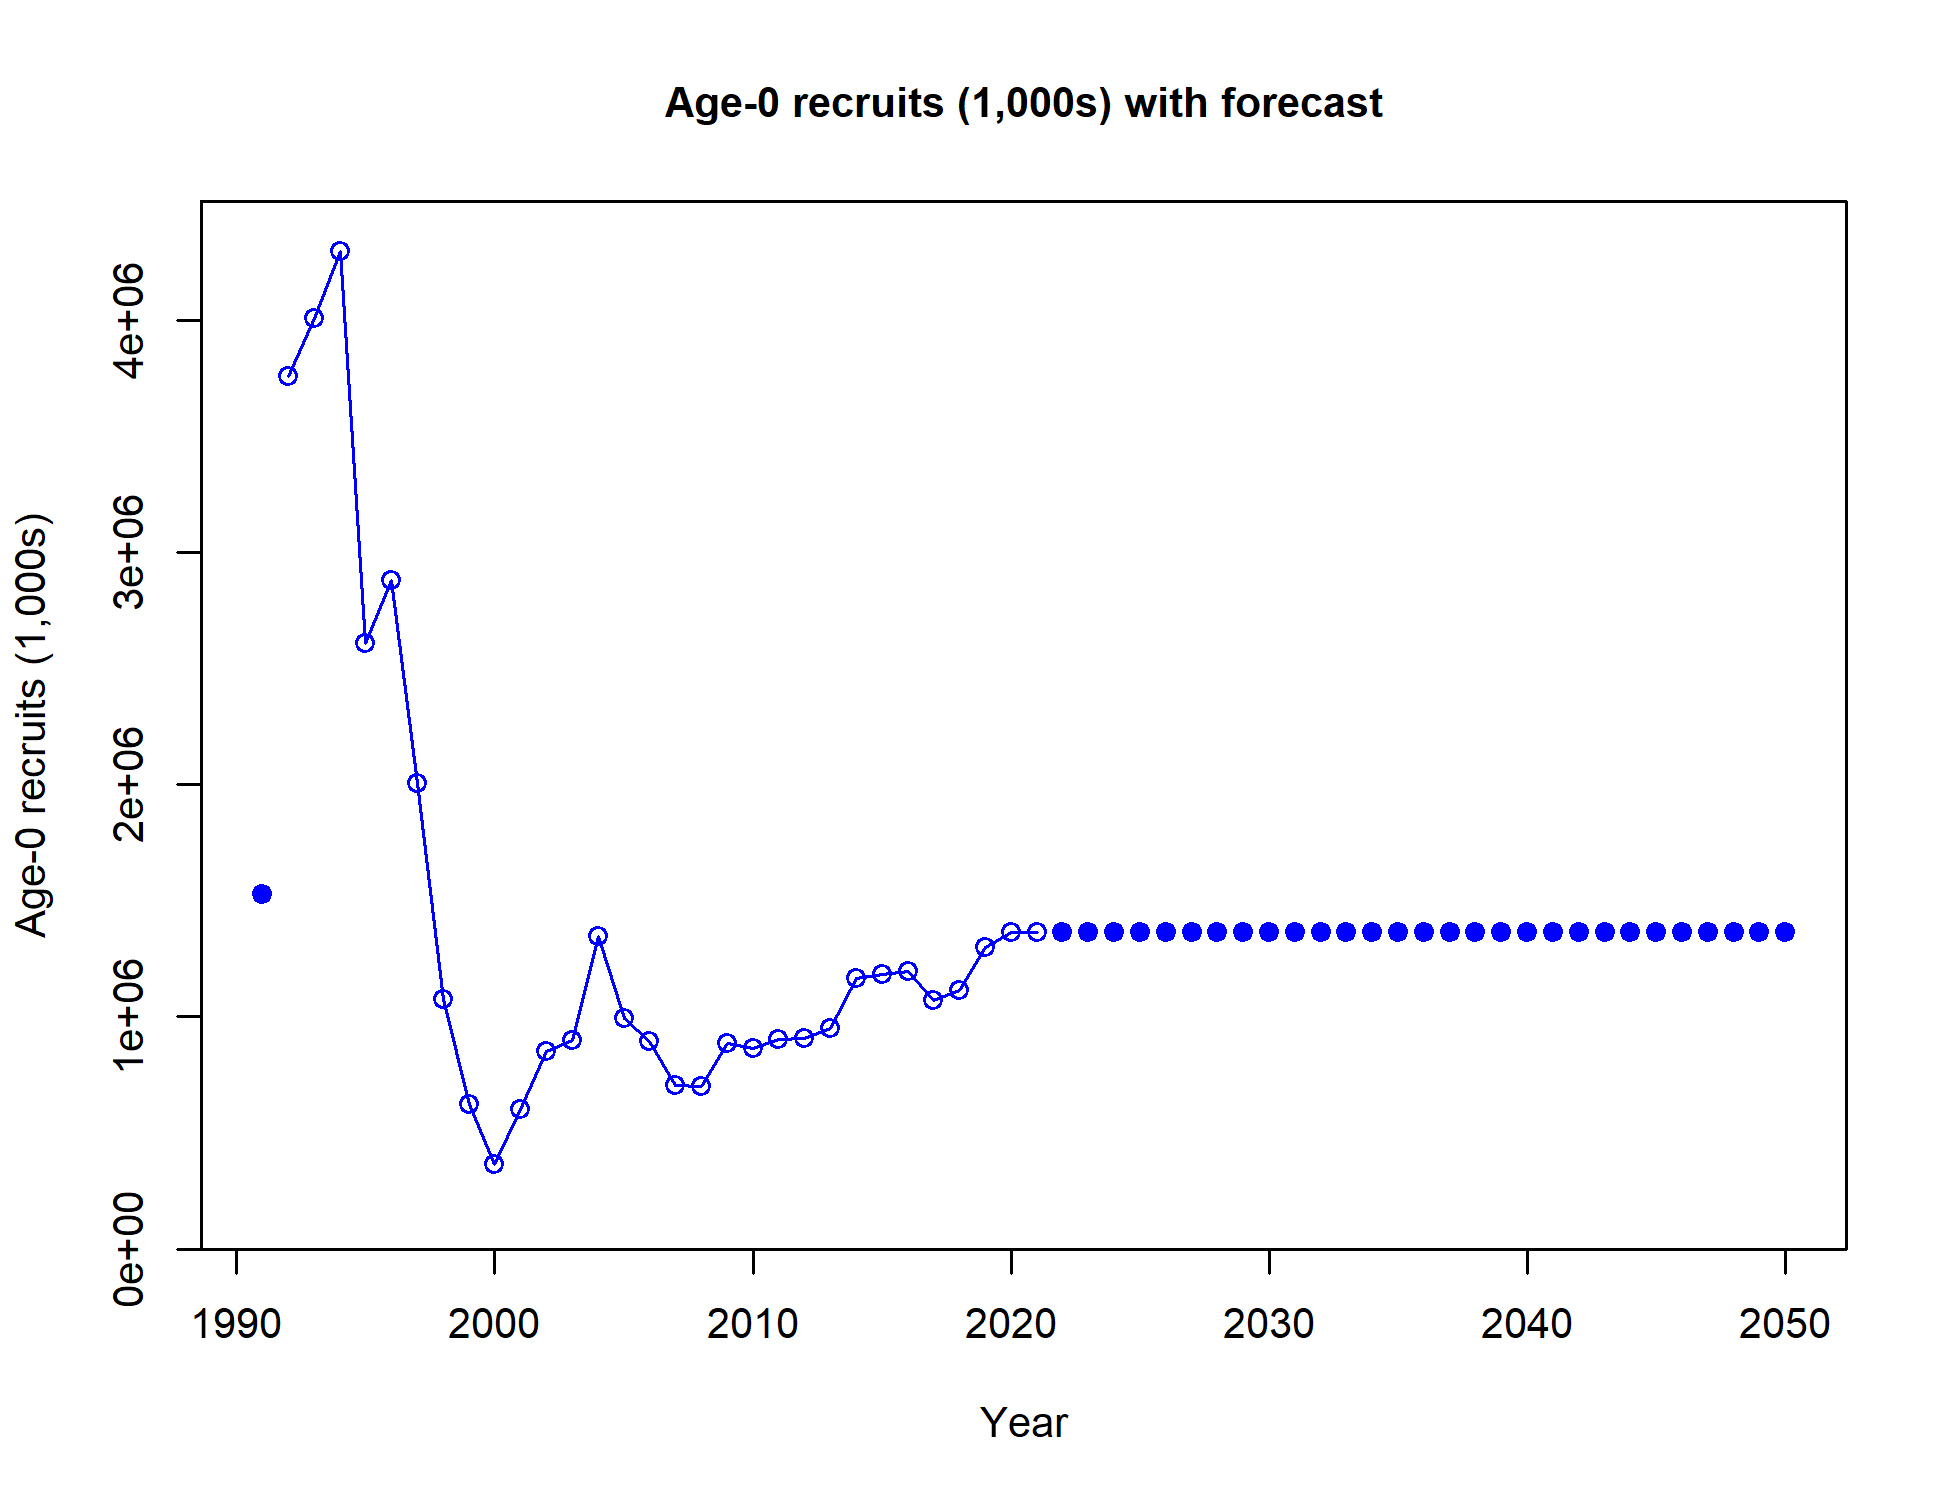 Age-0 recruits (1,000s) with forecast
Age-0 recruits (1,000s)
4e+06
3e+06
2e+06
1e+06
0e+00
1990 2000 2010 2020 2030 2040 2050
Year